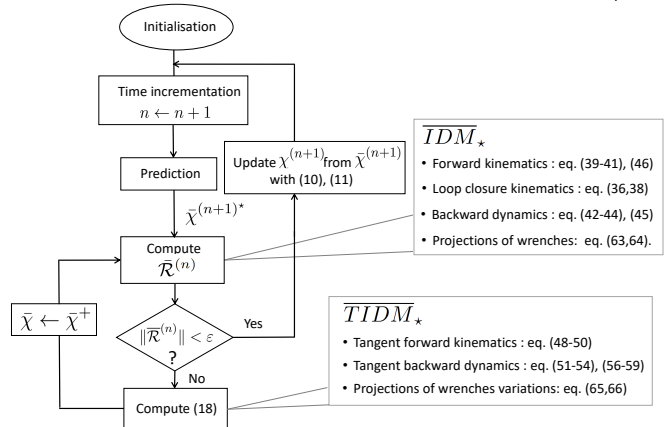 Initialisation
Time incrementation
n ← n + 1
Prediction
χ̄^(n+1)⋆
Update χ^(n+1) from χ̄^(n+1)
with (10), (11)
Compute
R̄^(n)
χ̄ ← χ̄⁺
‖R̄^(n)‖ < ε
?
Yes
No
Compute (18)
I̅D̅M̅⋆
• Forward kinematics : eq. (39-41), (46)
• Loop closure kinematics : eq. (36,38)
• Backward dynamics : eq. (42-44), (45)
• Projections of wrenches: eq. (63,64).
T̅I̅D̅M̅⋆
• Tangent forward kinematics : eq. (48-50)
• Tangent backward dynamics : eq. (51-54), (56-59)
• Projections of wrenches variations: eq. (65,66)